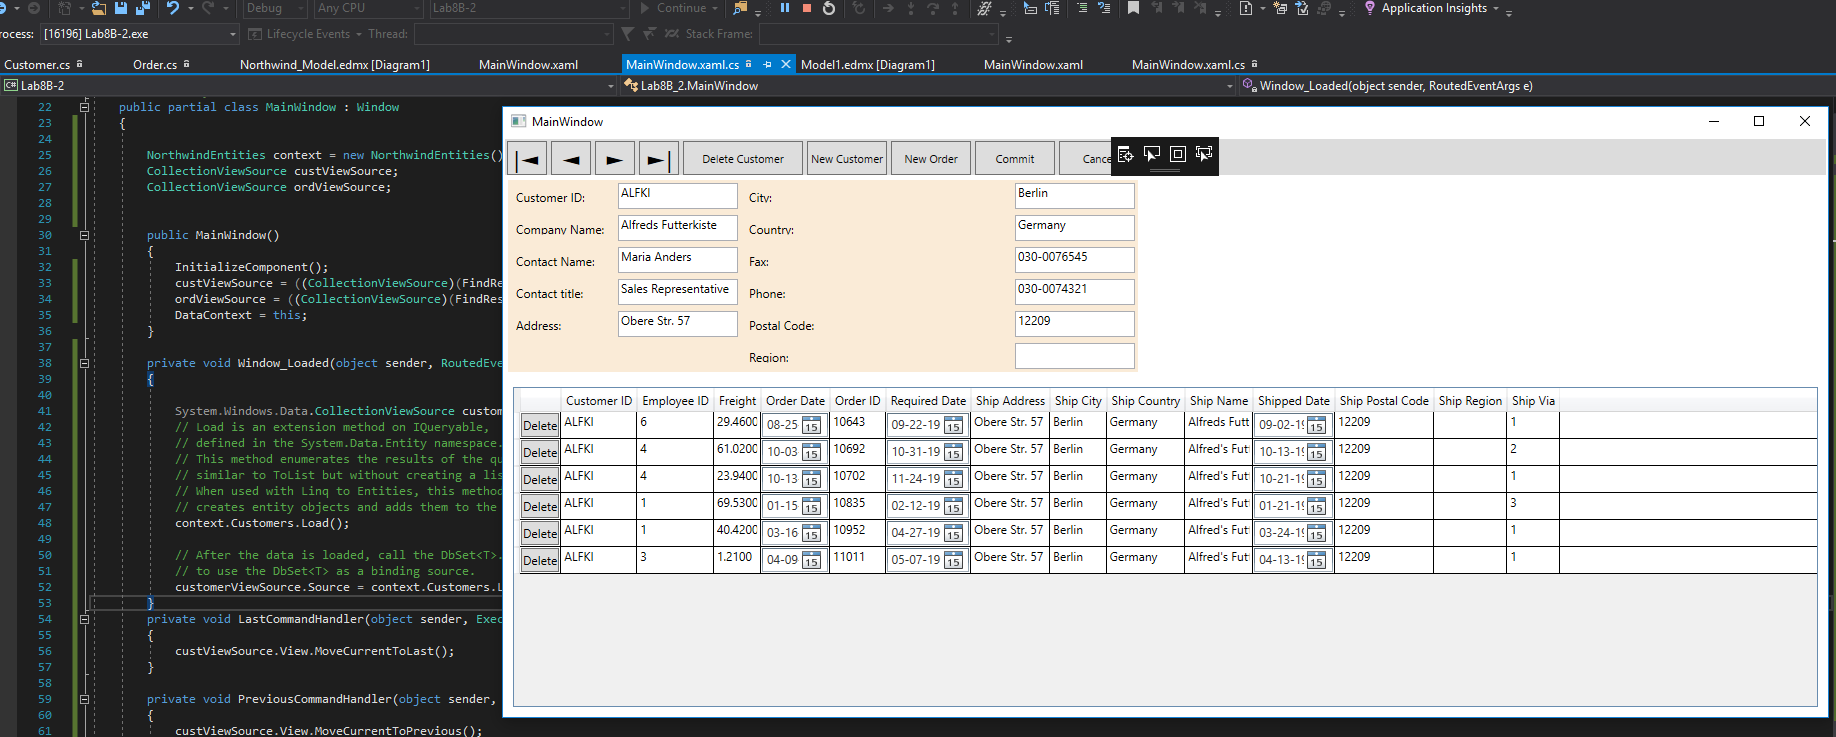 Debug Any CPU Lab8B-2 Continue Application Insights
rocess: [16196] Lab8B-2.exe Lifecycle Events Thread: Stack Frame:
Customer.cs Order.cs Northwind_Model.edmx [Diagram1] MainWindow.xaml MainWindow.xaml.cs Model1.edmx [Diagram1] MainWindow.xaml MainWindow.xaml.cs
C# Lab8B-2 Lab8B_2.MainWindow Window_Loaded(object sender, RoutedEventArgs e)
22 public partial class MainWindow : Window
23 {
24
25 NorthwindEntities context = new NorthwindEntities()
26 CollectionViewSource custViewSource;
27 CollectionViewSource ordViewSource;
28
29
30 public MainWindow()
31 {
32 InitializeComponent();
33 custViewSource = ((CollectionViewSource)(FindRe
34 ordViewSource = ((CollectionViewSource)(FindRes
35 DataContext = this;
36 }
37
38 private void Window_Loaded(object sender, RoutedEve
39 {
40
41 System.Windows.Data.CollectionViewSource custom
42 // Load is an extension method on IQueryable,
43 // defined in the System.Data.Entity namespace.
44 // This method enumerates the results of the qu
45 // similar to ToList but without creating a lis
46 // When used with Linq to Entities, this method
47 // creates entity objects and adds them to the
48 context.Customers.Load();
49
50 // After the data is loaded, call the DbSet<T>.
51 // to use the DbSet<T> as a binding source.
52 customerViewSource.Source = context.Customers.L
53 }
54 private void LastCommandHandler(object sender, Exec
55 {
56 custViewSource.View.MoveCurrentToLast();
57 }
58
59 private void PreviousCommandHandler(object sender,
60 {
61 custViewSource.View.MoveCurrentToPrevious();
MainWindow
Delete Customer New Customer New Order Commit Cance
Customer ID: ALFKI City: Berlin
Company Name: Alfreds Futterkiste Country: Germany
Contact Name: Maria Anders Fax: 030-0076545
Contact title: Sales Representative Phone: 030-0074321
Address: Obere Str. 57 Postal Code: 12209
Region:
Customer ID Employee ID Freight Order Date Order ID Required Date Ship Address Ship City Ship Country Ship Name Shipped Date Ship Postal Code Ship Region Ship Via
Delete ALFKI 6 29.4600 08-25 15 10643 09-22-19 15 Obere Str. 57 Berlin Germany Alfreds Futt 09-02-19 15 12209 1
Delete ALFKI 4 61.0200 10-03 15 10692 10-31-19 15 Obere Str. 57 Berlin Germany Alfred's Fut 10-13-19 15 12209 2
Delete ALFKI 4 23.9400 10-13 15 10702 11-24-19 15 Obere Str. 57 Berlin Germany Alfred's Fut 10-21-19 15 12209 1
Delete ALFKI 1 69.5300 01-15 15 10835 02-12-19 15 Obere Str. 57 Berlin Germany Alfred's Fut 01-21-19 15 12209 3
Delete ALFKI 1 40.4200 03-16 15 10952 04-27-19 15 Obere Str. 57 Berlin Germany Alfred's Fut 03-24-19 15 12209 1
Delete ALFKI 3 1.2100 04-09 15 11011 05-07-19 15 Obere Str. 57 Berlin Germany Alfred's Fut 04-13-19 15 12209 1